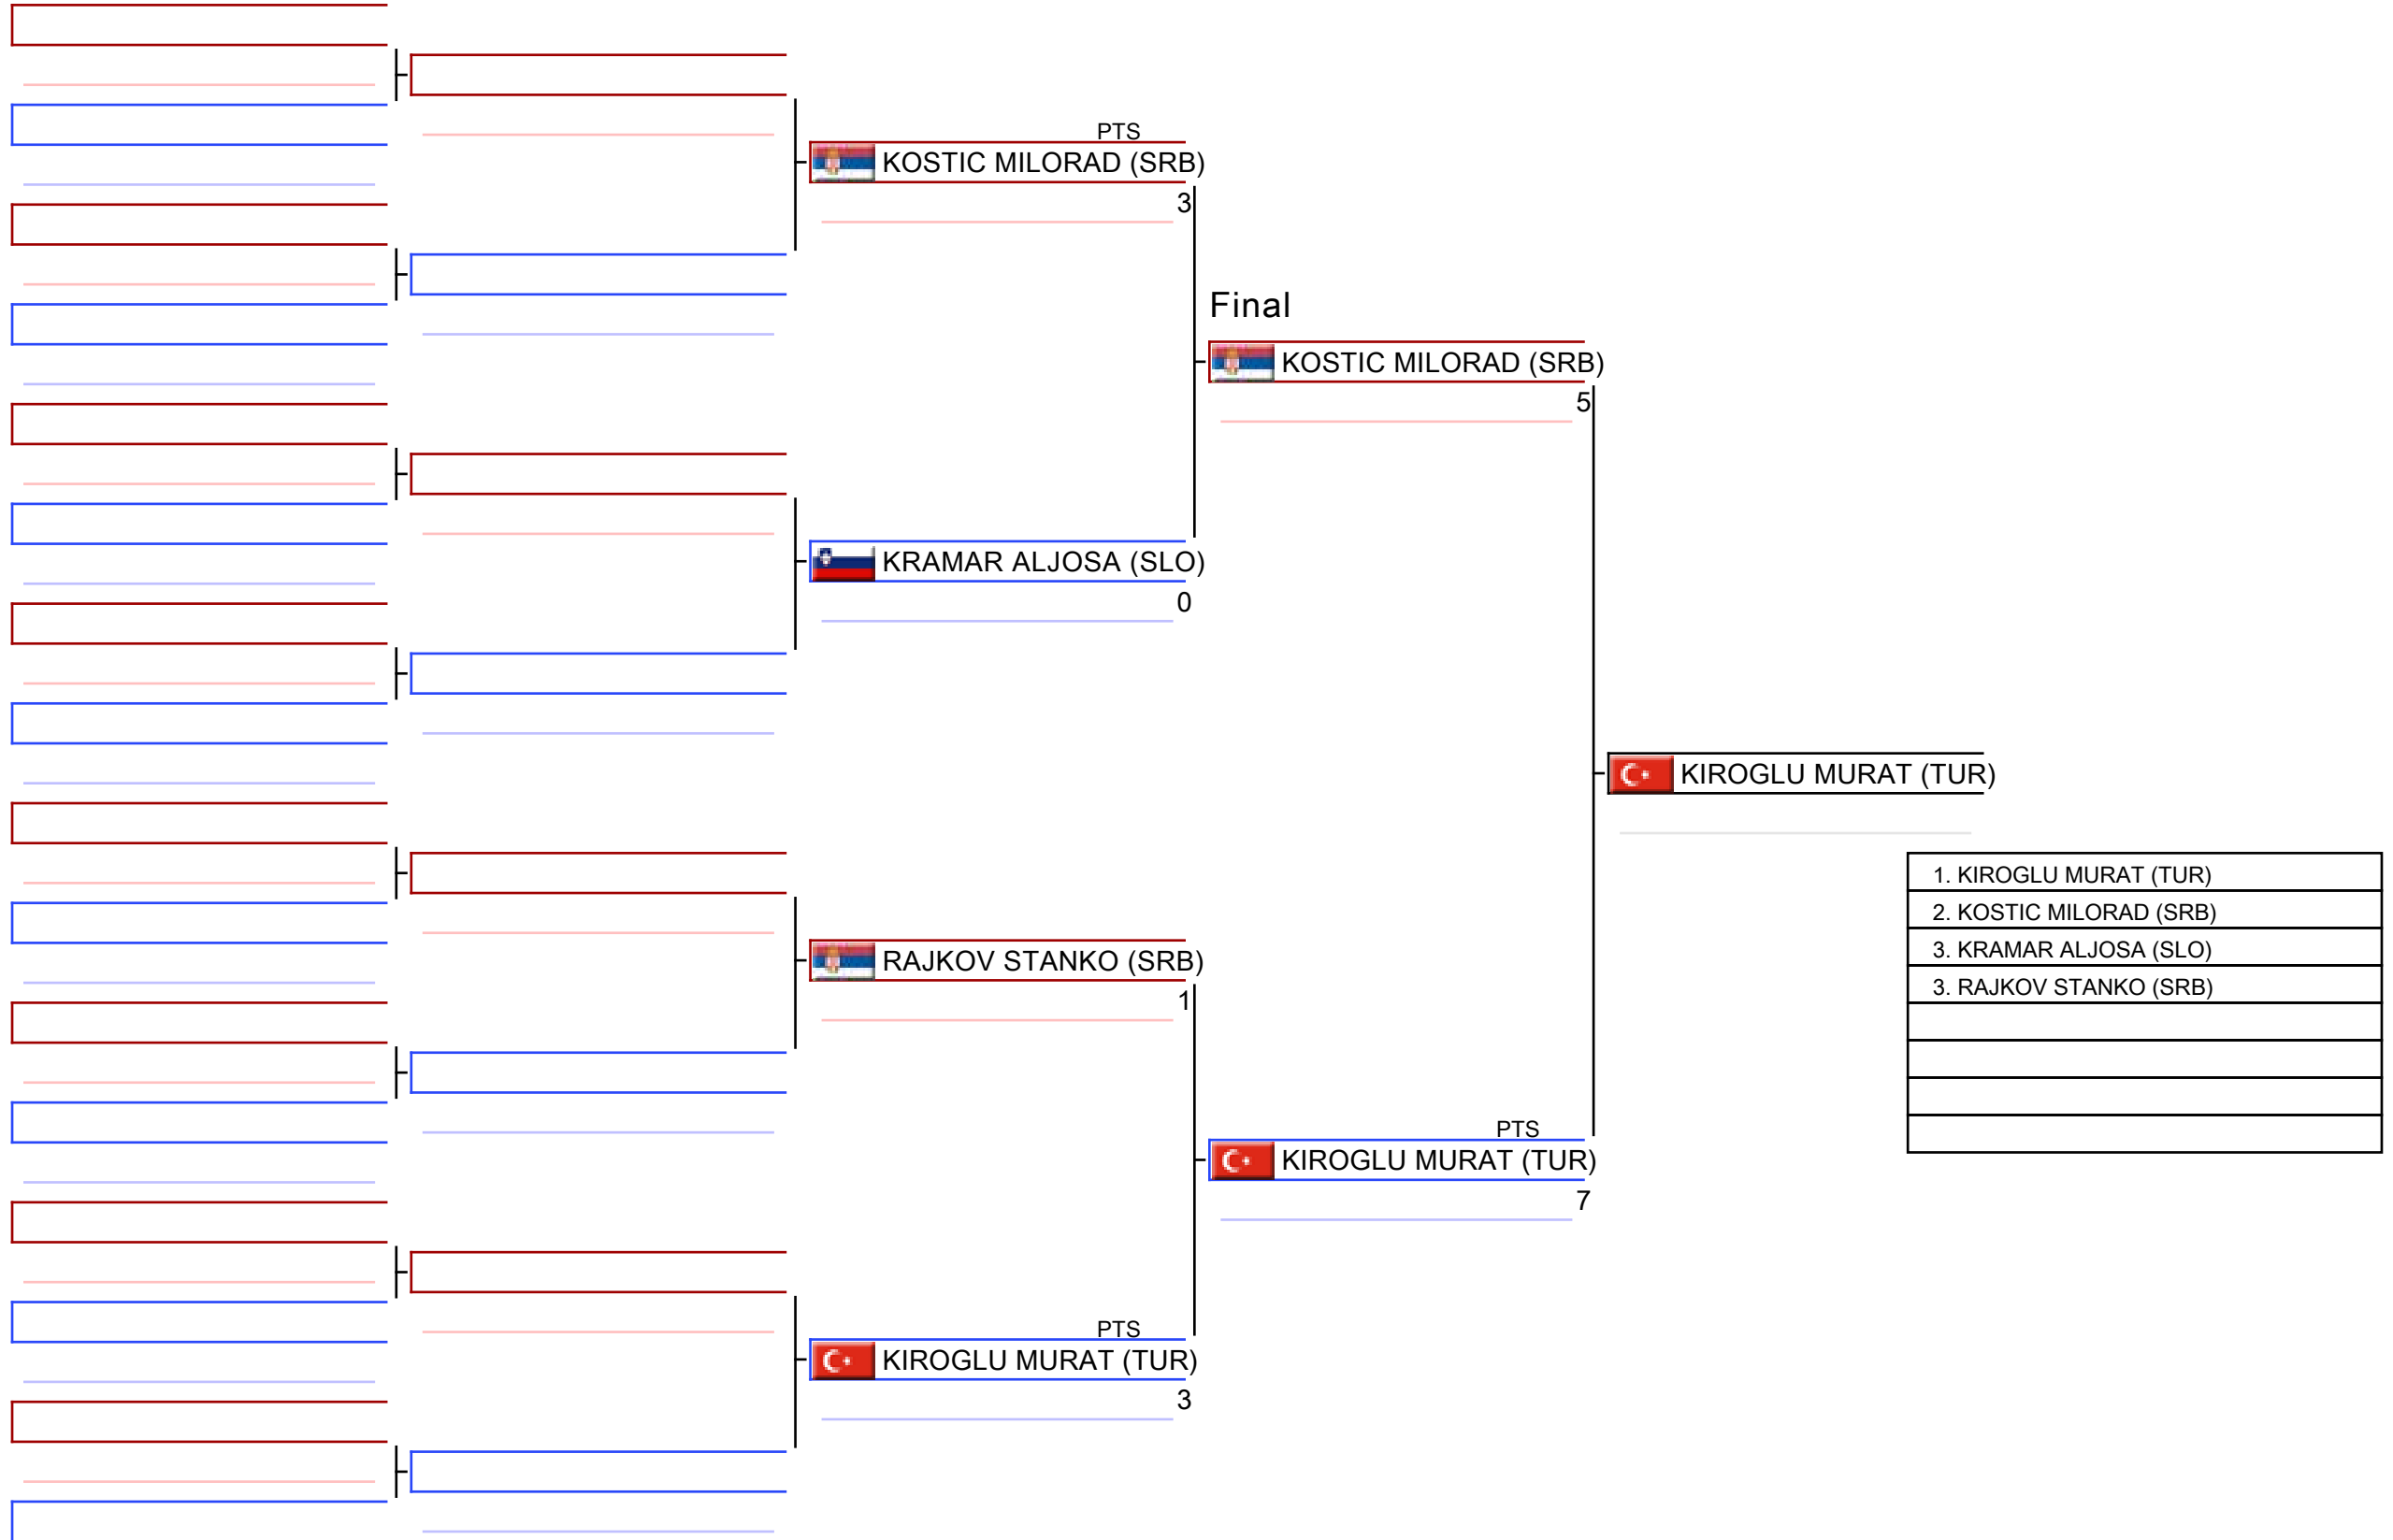 PTS
KOSTIC MILORAD (SRB)
3
Final
KOSTIC MILORAD (SRB)
5
KRAMAR ALJOSA (SLO)
0
KIROGLU MURAT (TUR)
1. KIROGLU MURAT (TUR)
2. KOSTIC MILORAD (SRB)
3. KRAMAR ALJOSA (SLO)
3. RAJKOV STANKO (SRB)
RAJKOV STANKO (SRB)
1
PTS
KIROGLU MURAT (TUR)
7
PTS
KIROGLU MURAT (TUR)
3